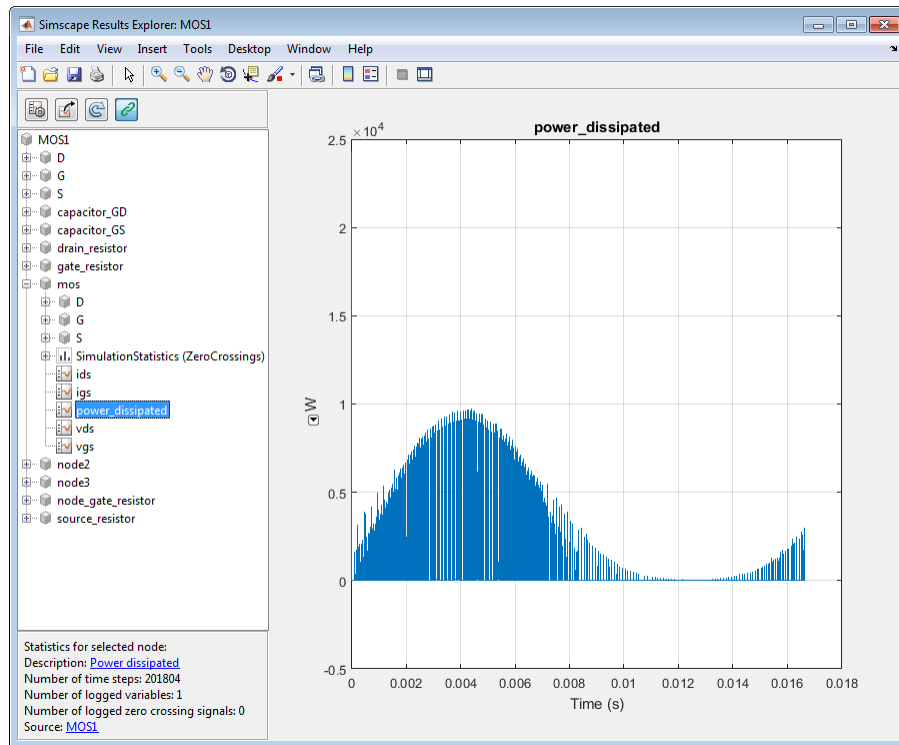 Simscape Results Explorer: MOS1
File Edit View Insert Tools Desktop Window Help
MOS1
D
G
S
capacitor_GD
capacitor_GS
drain_resistor
gate_resistor
mos
D
G
S
SimulationStatistics (ZeroCrossings)
ids
igs
power_dissipated
vds
vgs
node2
node3
node_gate_resistor
source_resistor
Statistics for selected node:
Description: Power dissipated
Number of time steps: 201804
Number of logged variables: 1
Number of logged zero crossing signals: 0
Source: MOS1
power_dissipated
×10^4
2.5
2
1.5
1
0.5
0
-0.5
W
0 0.002 0.004 0.006 0.008 0.01 0.012 0.014 0.016 0.018
Time (s)